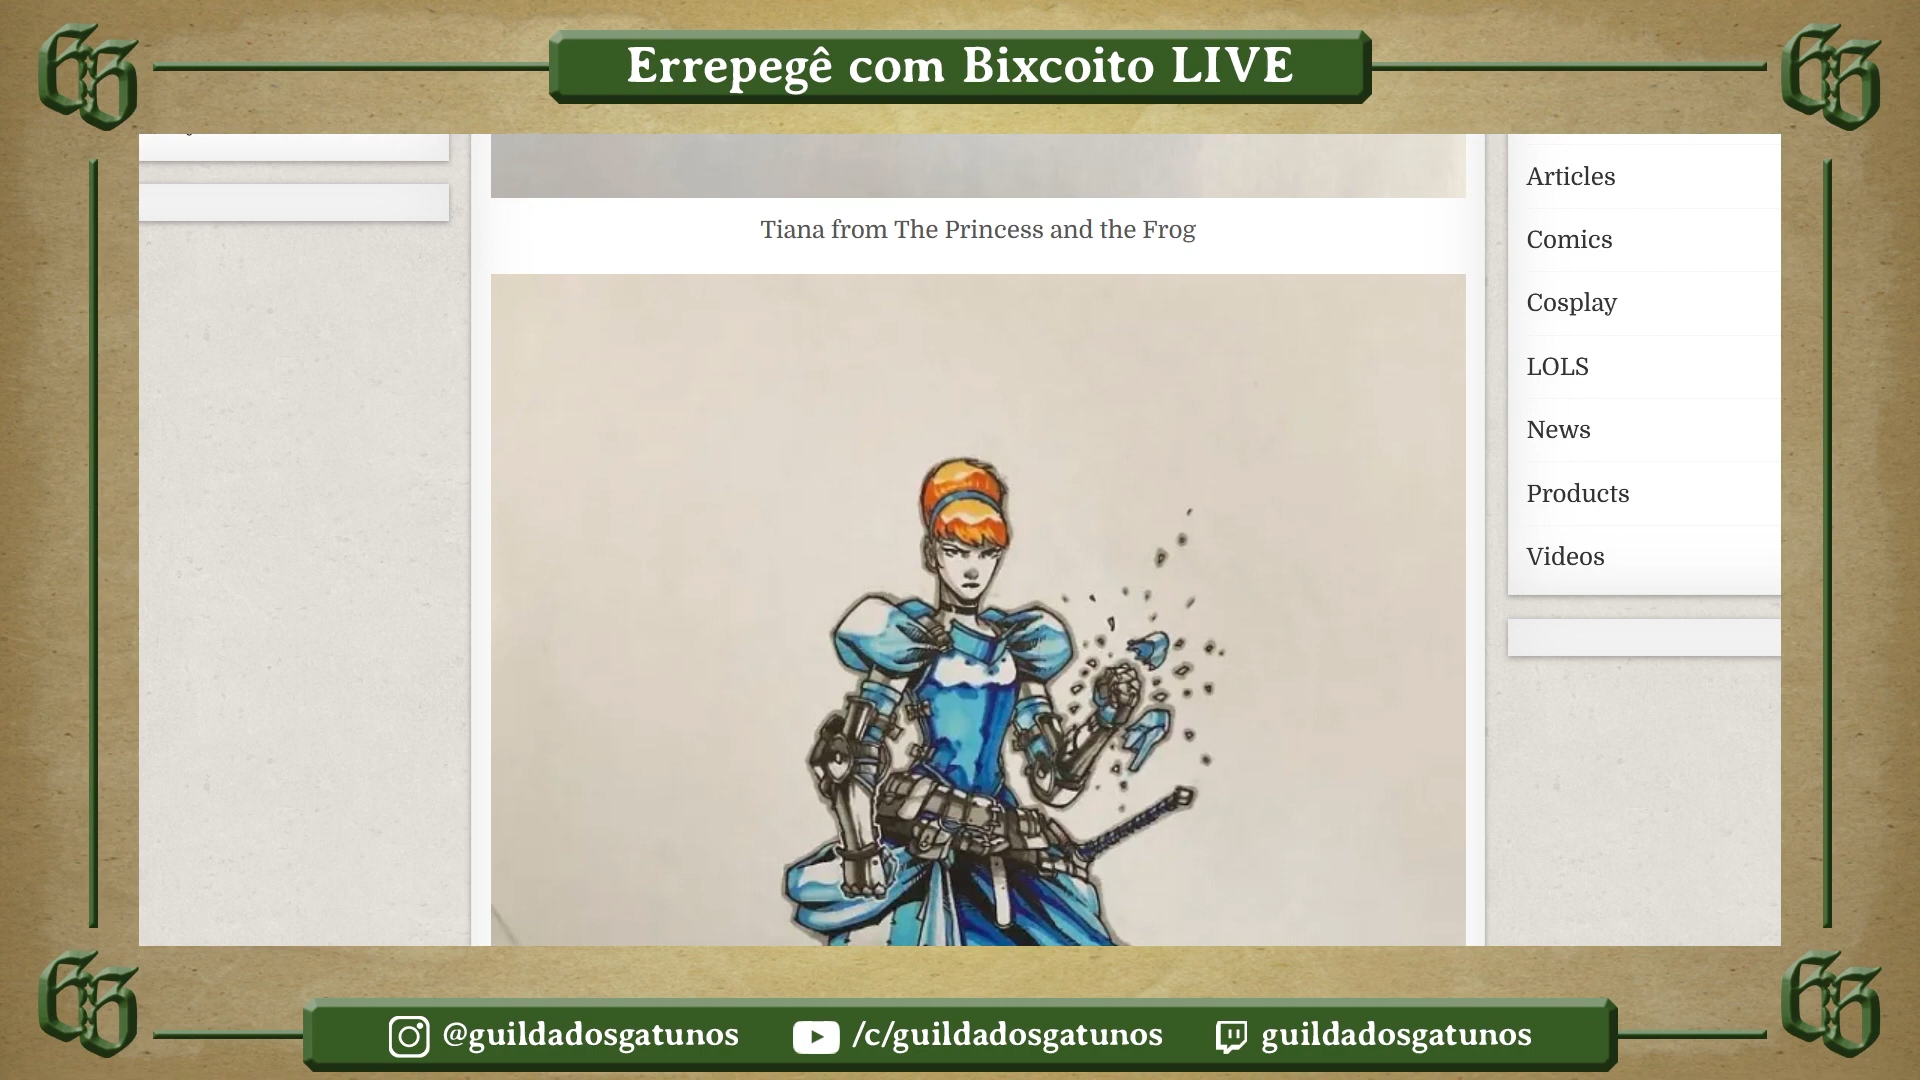 Errepegê com Bixcoito LIVE
Tiana from The Princess and the Frog
Articles
Comics
Cosplay
LOLS
News
Products
Videos
@guildadosgatunos
/c/guildadosgatunos
guildadosgatunos